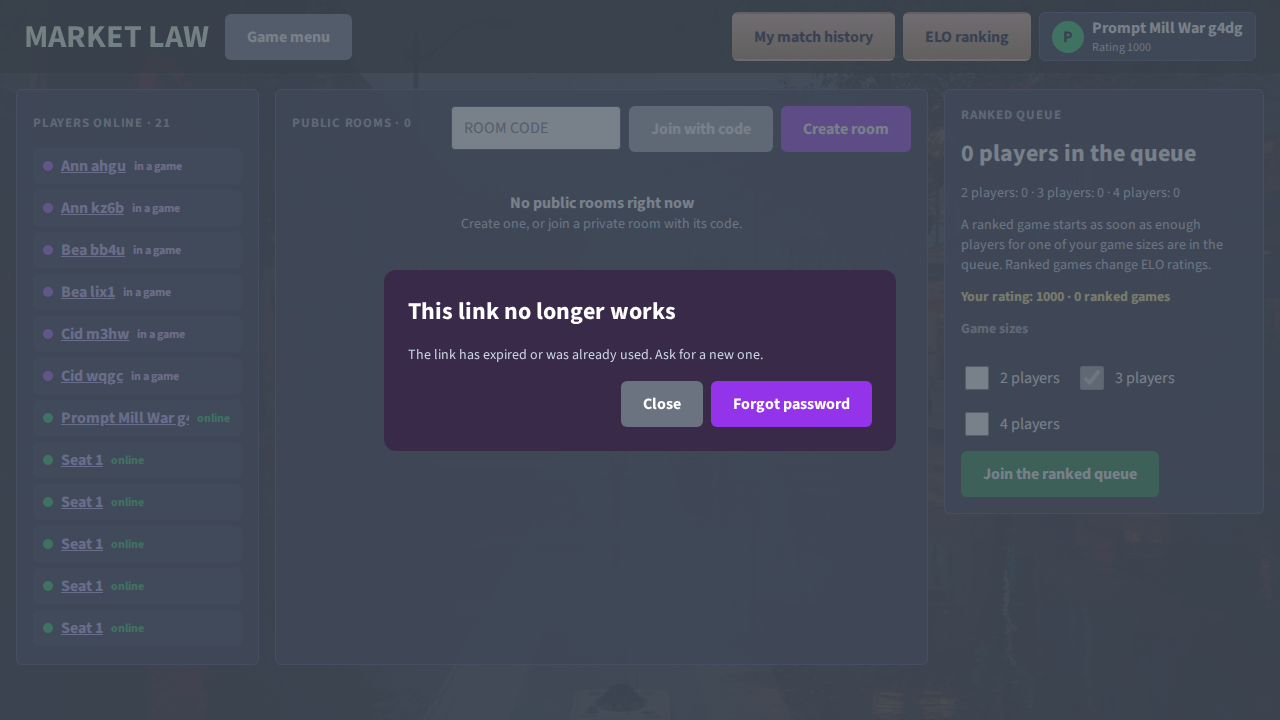 MARKET LAW
Game menu
My match history
ELO ranking
P
Prompt Mill War g4dg
Rating 1000
PLAYERS ONLINE · 21
Ann ahgu in a game
Ann kz6b in a game
Bea bb4u in a game
Bea lix1 in a game
Cid m3hw in a game
Cid wqgc in a game
Prompt Mill War g online
Seat 1 online
Seat 1 online
Seat 1 online
Seat 1 online
Seat 1 online
PUBLIC ROOMS · 0
ROOM CODE
Join with code
Create room
No public rooms right now
Create one, or join a private room with its code.
This link no longer works
The link has expired or was already used. Ask for a new one.
Close
Forgot password
RANKED QUEUE
0 players in the queue
2 players: 0 · 3 players: 0 · 4 players: 0
A ranked game starts as soon as enough
players for one of your game sizes are in the
queue. Ranked games change ELO ratings.
Your rating: 1000 · 0 ranked games
Game sizes
2 players
3 players
4 players
Join the ranked queue